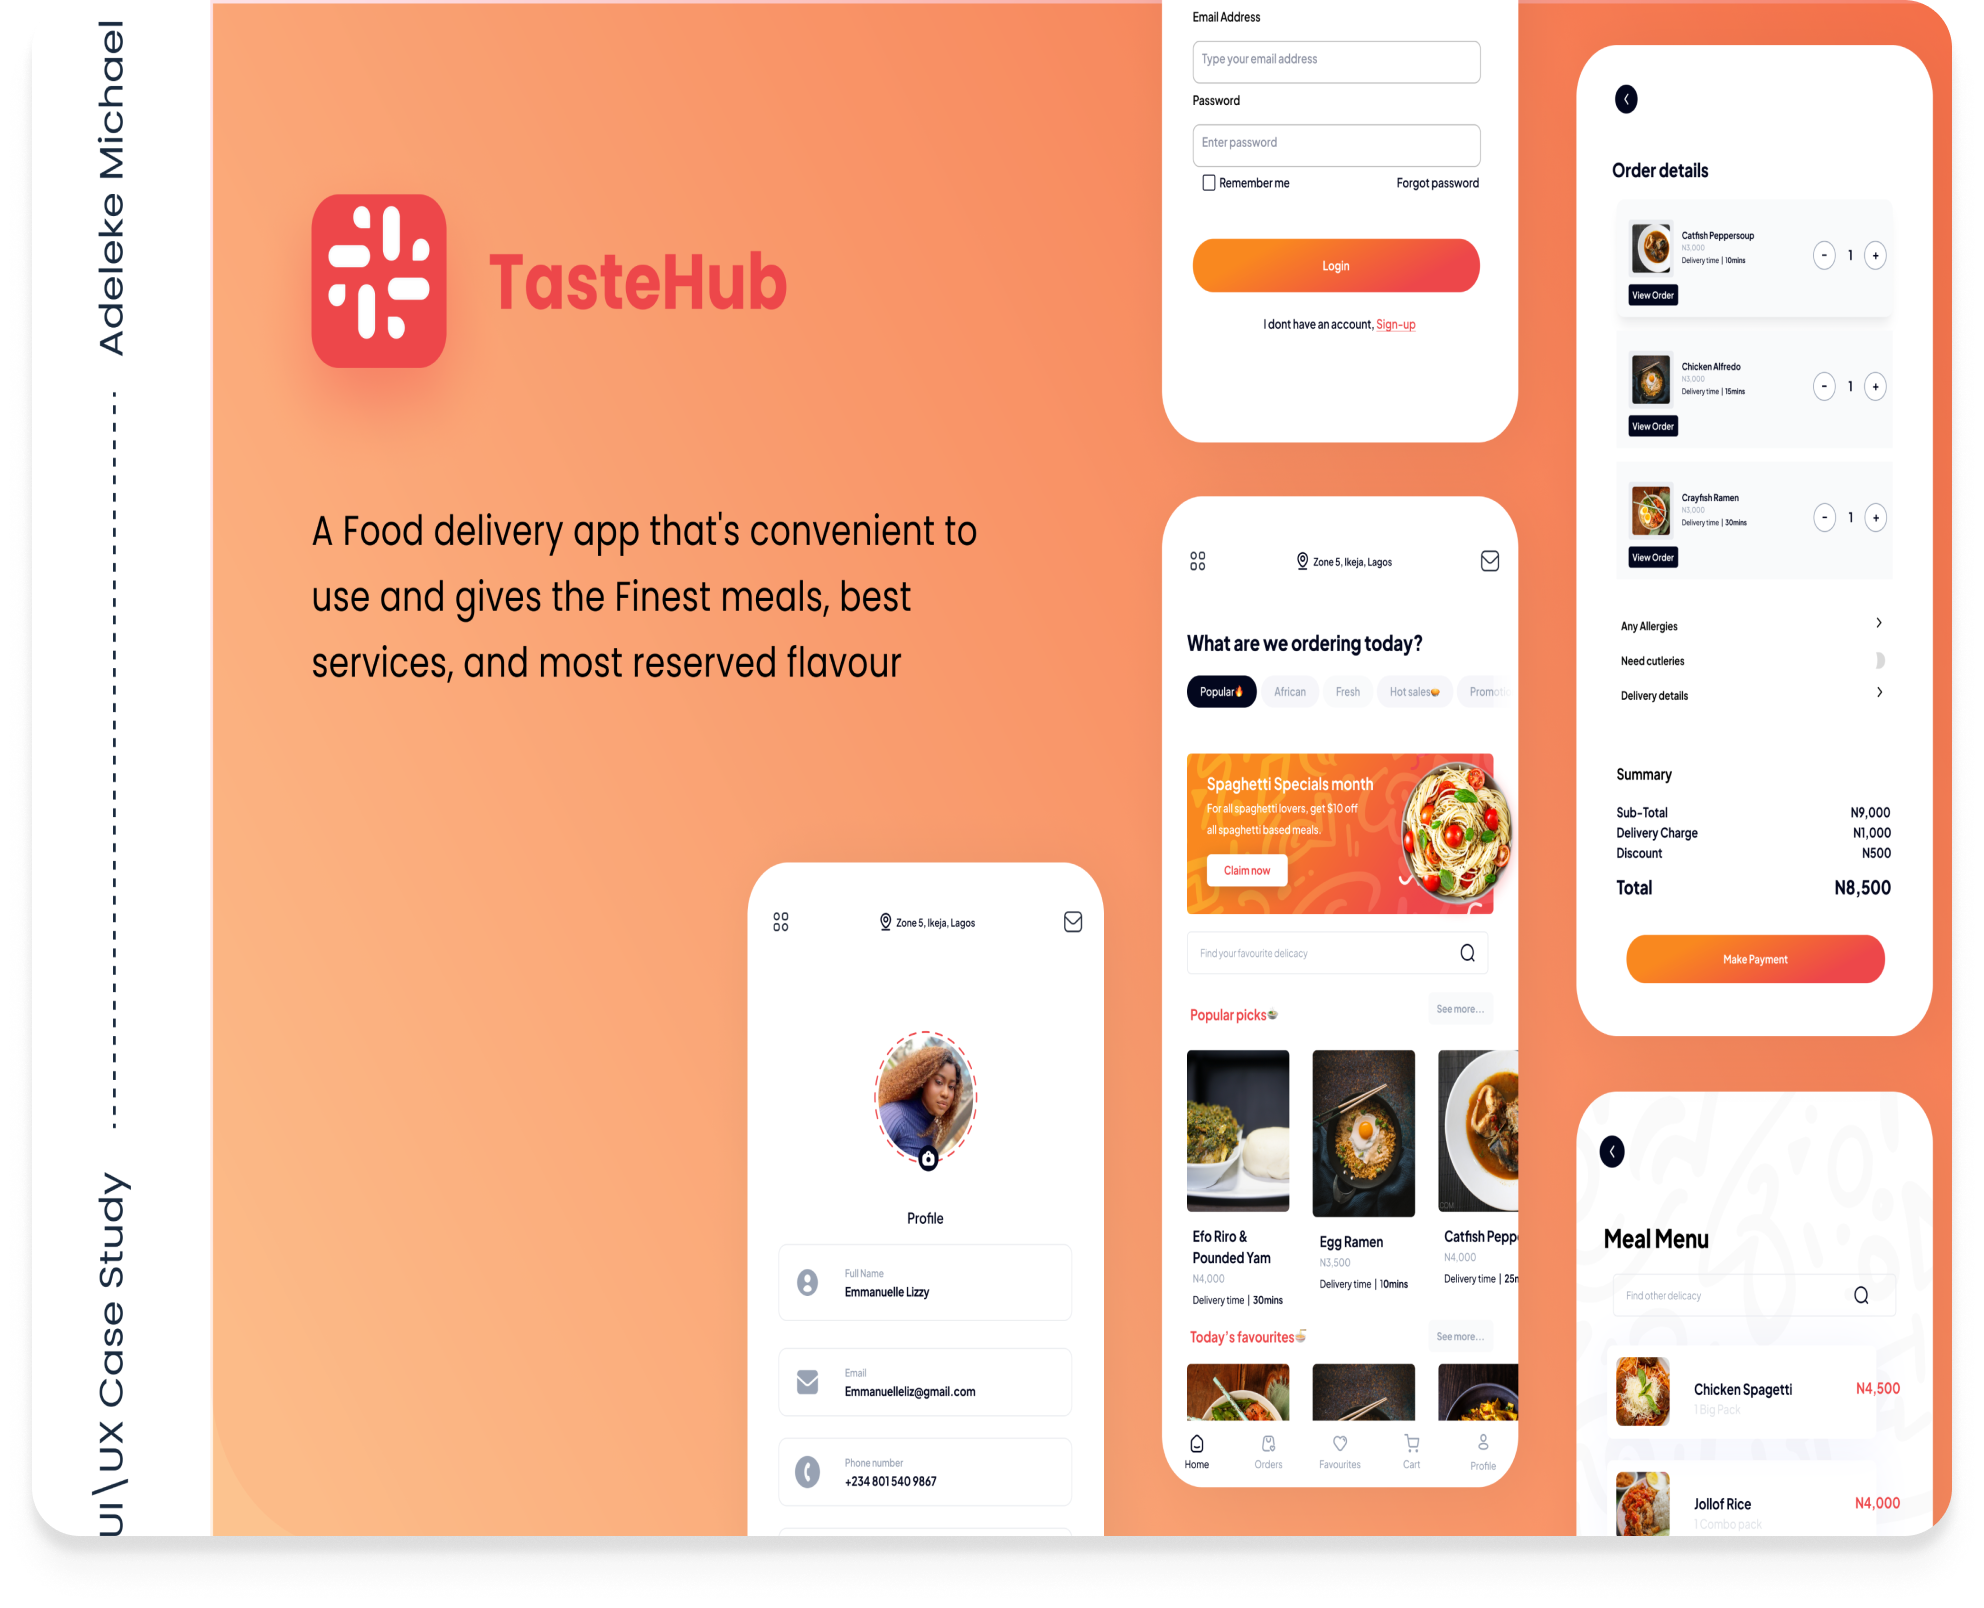 Adeleke Michael
UI\UX Case Study
TasteHub
A Food delivery app that's convenient to
use and gives the Finest meals, best
services, and most reserved flavour
Zone 5, Ikeja, Lagos
Profile
Full Name
Emmanuelle Lizzy
Email
Emmanuelleliz@gmail.com
Phone number
+234 801 540 9867
Email Address
Type your email address
Password
Enter password
Remember me
Forgot password
Login
I dont have an account, Sign-up
Zone 5, Ikeja, Lagos
What are we ordering today?
Popular
African
Fresh
Hot sales
Promotio
Spaghetti Specials month
For all spaghetti lovers, get $10 off
all spaghetti based meals.
Claim now
Find your favourite delicacy
Popular picks
See more...
Efo Riro &
Pounded Yam
N4,000
Delivery time | 30mins
Egg Ramen
N3,500
Delivery time | 10mins
Catfish Pepp
N4,000
Delivery time | 25m
Today's favourites
See more...
Home
Orders
Favourites
Cart
Profile
Order details
Catfish Peppersoup
N3,000
Delivery time | 10mins
- 1 +
View Order
Chicken Alfredo
N3,000
Delivery time | 15mins
- 1 +
View Order
Crayfish Ramen
N3,000
Delivery time | 30mins
- 1 +
View Order
Any Allergies
Need cutleries
Delivery details
Summary
Sub-Total N9,000
Delivery Charge N1,000
Discount N500
Total N8,500
Make Payment
Meal Menu
Find other delicacy
Chicken Spagetti
N4,500
1 Big Pack
Jollof Rice
N4,000
1 Combo pack